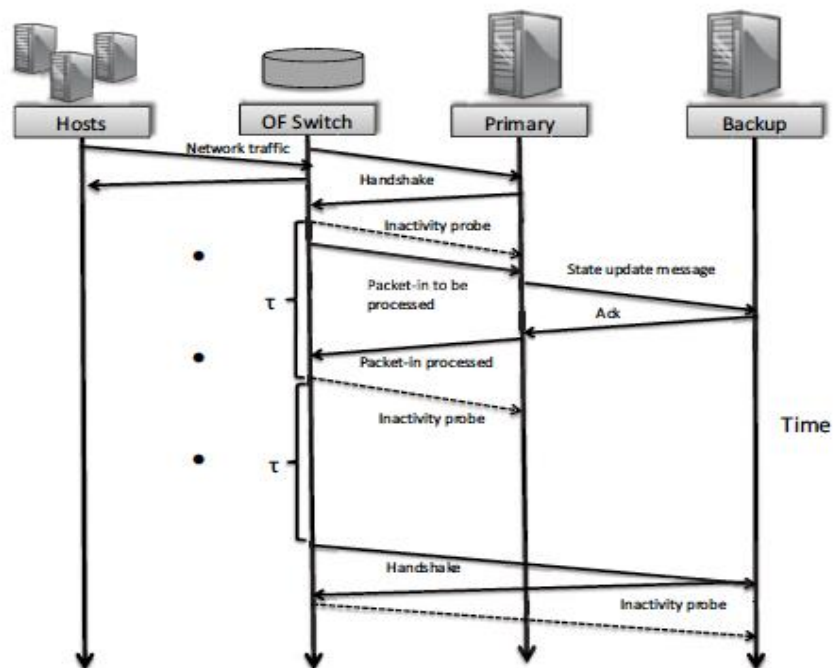 Hosts
OF Switch
Primary
Backup
Network traffic
Handshake
Inactivity probe
State update message
Packet-in to be
processed
τ
Ack
Packet-in processed
Inactivity probe
Time
τ
Handshake
Inactivity probe